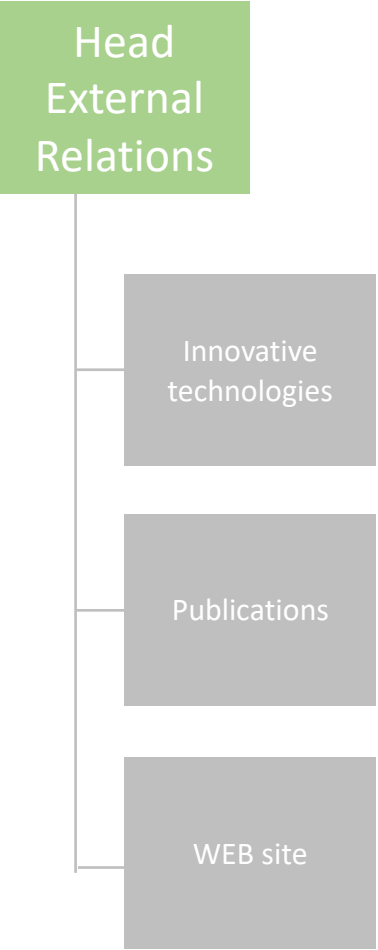 Head
External
Relations
Innovative
technologies
Publications
WEB site